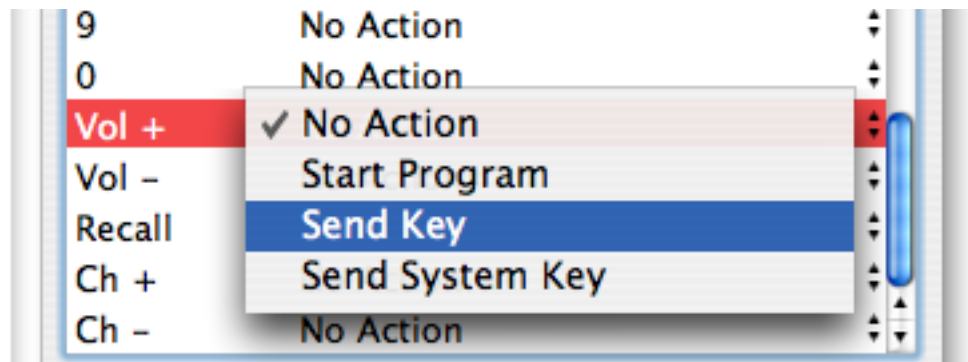 9 No Action
0 No Action
Vol + ✓ No Action
Vol – Start Program
Recall Send Key
Ch + Send System Key
Ch – No Action